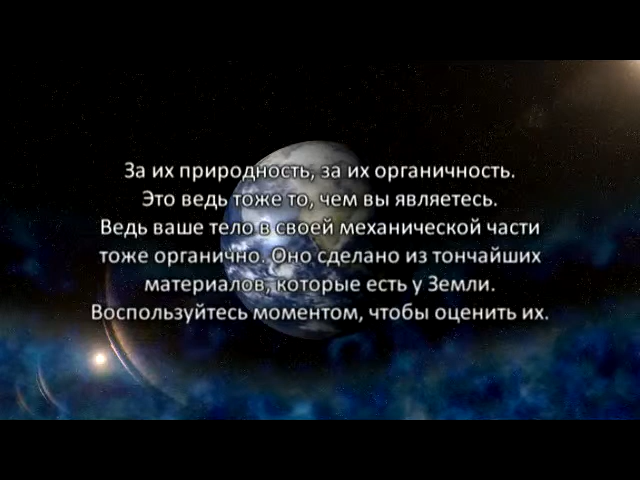 За их природность, за их органичность.
Это ведь тоже то, чем вы являетесь.
Ведь ваше тело в своей механической части
тоже органично. Оно сделано из тончайших
материалов, которые есть у Земли.
Воспользуйтесь моментом, чтобы оценить их.